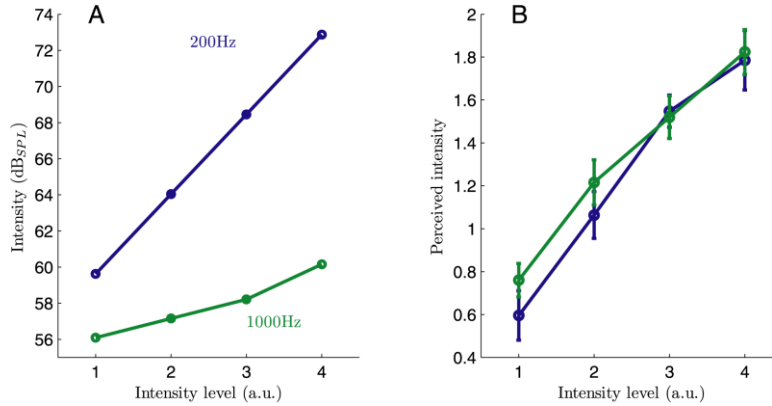 A
74
72
70
68
66
64
62
60
58
56
Intensity (dBSPL)
200Hz
1000Hz
1 2 3 4
Intensity level (a.u.)
B
2
1.8
1.6
1.4
1.2
1
0.8
0.6
0.4
Perceived intensity
1 2 3 4
Intensity level (a.u.)